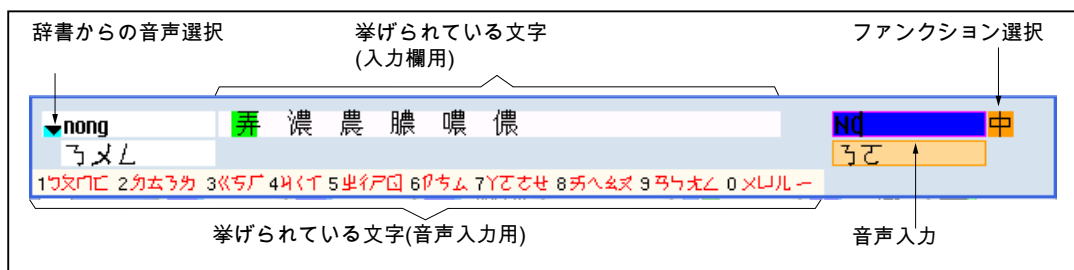 辞書からの音声選択 挙げられている文字 ファンクション選択
(入力欄用)
nong 弄 濃 農 膿 噥 儂 中
ㄋㄨㄥ ㄋㄛ
1ㄅㄆㄇㄈ 2ㄉㄊㄋㄌ 3ㄍㄎㄏ 4ㄐㄑㄒ 5ㄓㄔㄕㄖ 6ㄗㄘㄙ 7ㄚㄛㄜㄝ 8ㄞㄟㄠㄡ 9ㄢㄣㄤㄥ 0ㄨㄩㄦㄧ
挙げられている文字(音声入力用) 音声入力